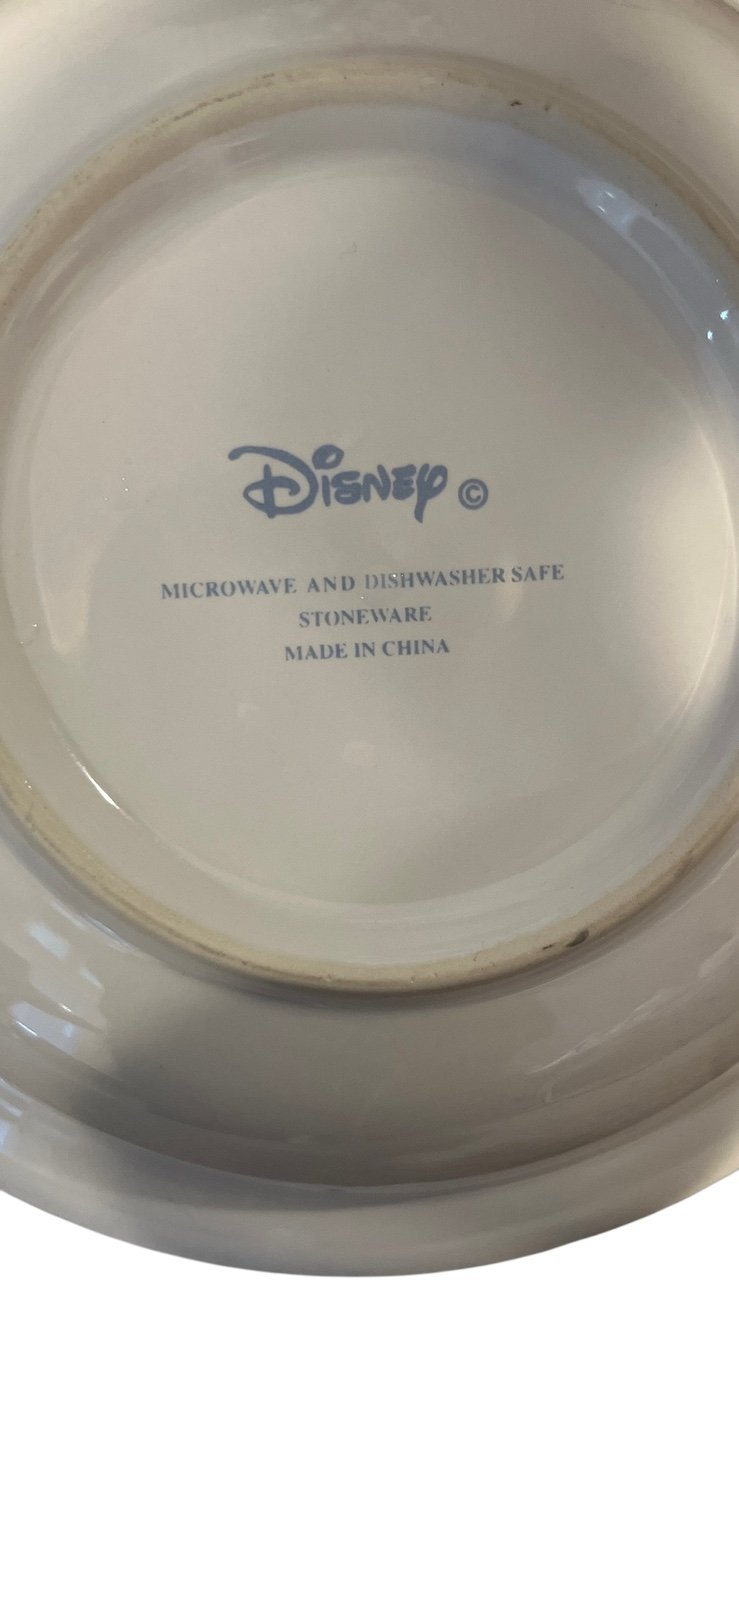 Disney ©
MICROWAVE AND DISHWASHER SAFE
STONEWARE
MADE IN CHINA